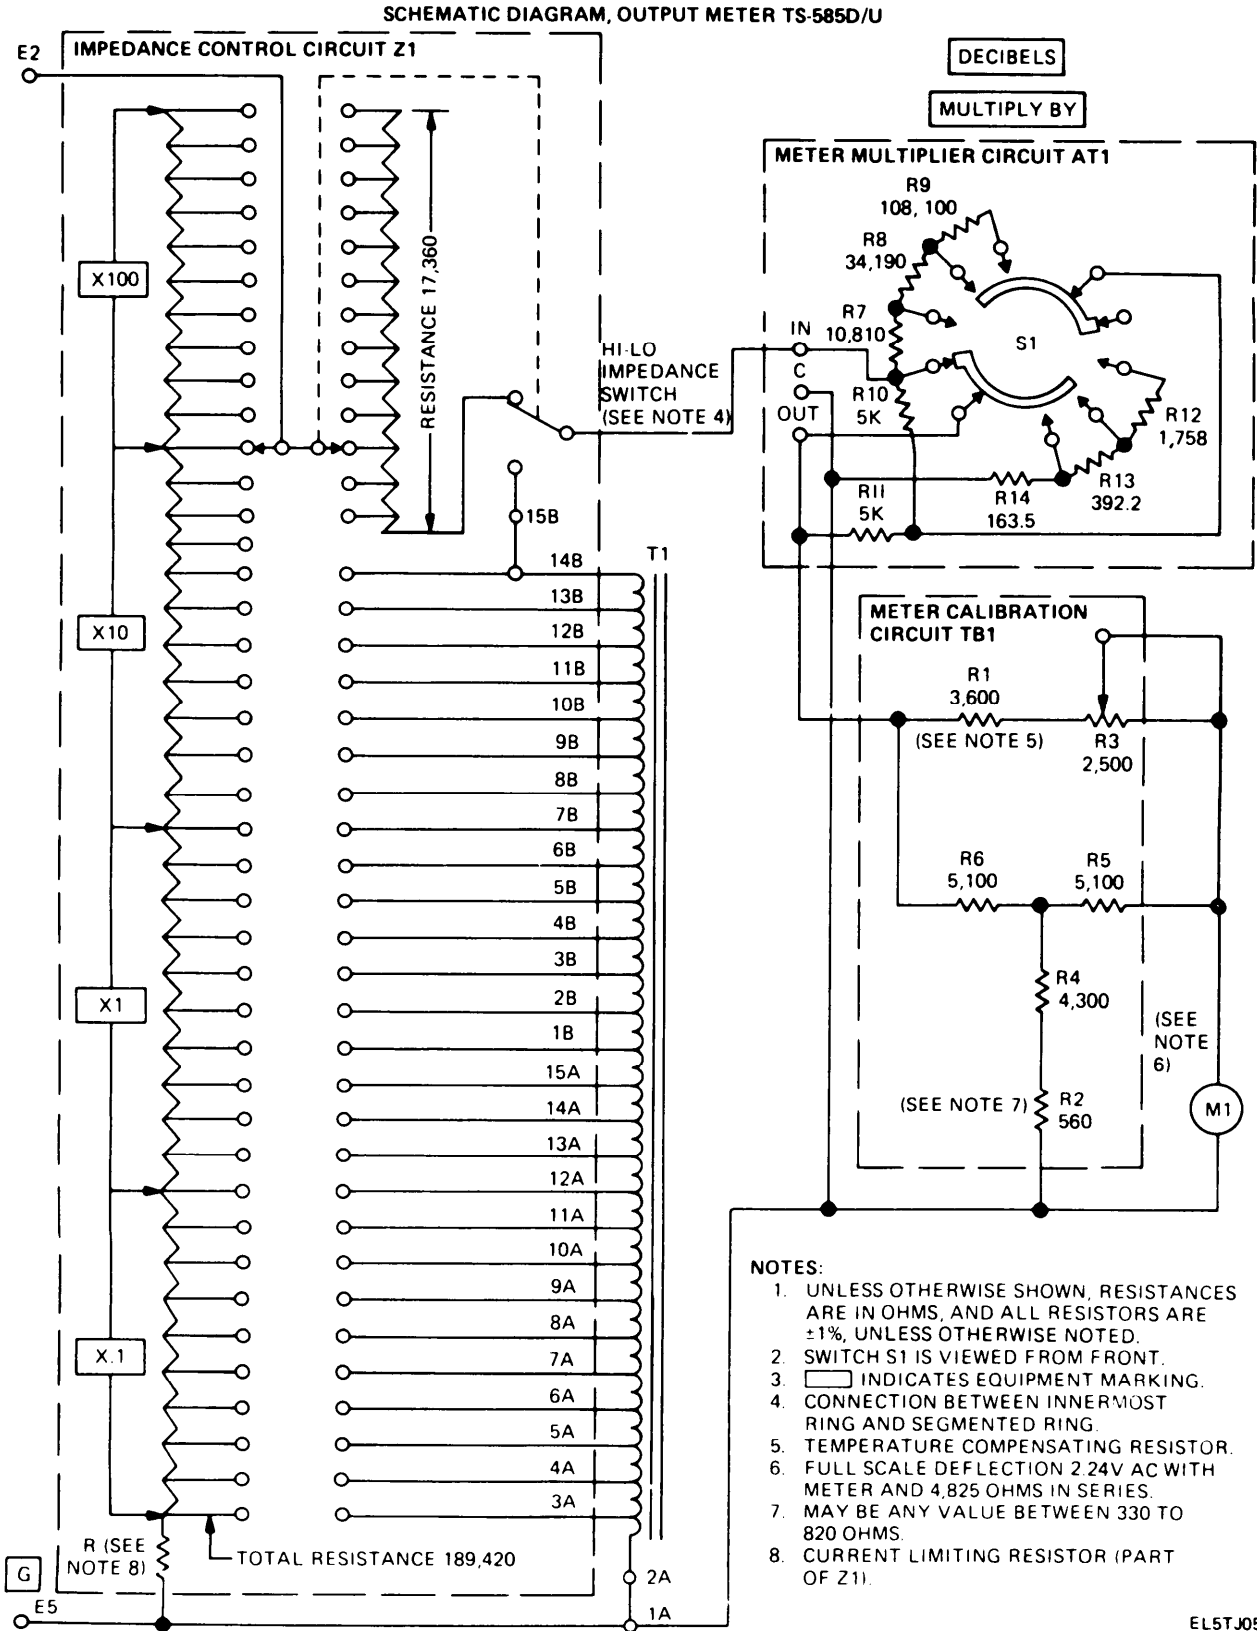 SCHEMATIC DIAGRAM, OUTPUT METER TS-585D/U
E2
IMPEDANCE CONTROL CIRCUIT Z1
X100
X10
X1
X.1
RESISTANCE 17,360
HI-LO
IMPEDANCE
SWITCH
(SEE NOTE 4)
15B
14B
13B
12B
11B
10B
9B
8B
7B
6B
5B
4B
3B
2B
1B
15A
14A
13A
12A
11A
10A
9A
8A
7A
6A
5A
4A
3A
2A
1A
T1
R (SEE
NOTE 8)
TOTAL RESISTANCE 189,420
G
E5
DECIBELS
MULTIPLY BY
METER MULTIPLIER CIRCUIT AT1
R9
108, 100
R8
34,190
R7
10,810
IN
C
OUT
R10
5K
S1
R12
1,758
R13
392.2
R14
163.5
R11
5K
METER CALIBRATION
CIRCUIT TB1
R1
3,600
(SEE NOTE 5)
R3
2,500
R6
5,100
R5
5,100
R4
4,300
(SEE
NOTE
6)
(SEE NOTE 7)
R2
560
M1
NOTES:
1. UNLESS OTHERWISE SHOWN, RESISTANCES
ARE IN OHMS, AND ALL RESISTORS ARE
±1%, UNLESS OTHERWISE NOTED.
2. SWITCH S1 IS VIEWED FROM FRONT.
3. INDICATES EQUIPMENT MARKING.
4. CONNECTION BETWEEN INNERMOST
RING AND SEGMENTED RING.
5. TEMPERATURE COMPENSATING RESISTOR.
6. FULL SCALE DEFLECTION 2.24V AC WITH
METER AND 4,825 OHMS IN SERIES.
7. MAY BE ANY VALUE BETWEEN 330 TO
820 OHMS.
8. CURRENT LIMITING RESISTOR (PART
OF Z1).